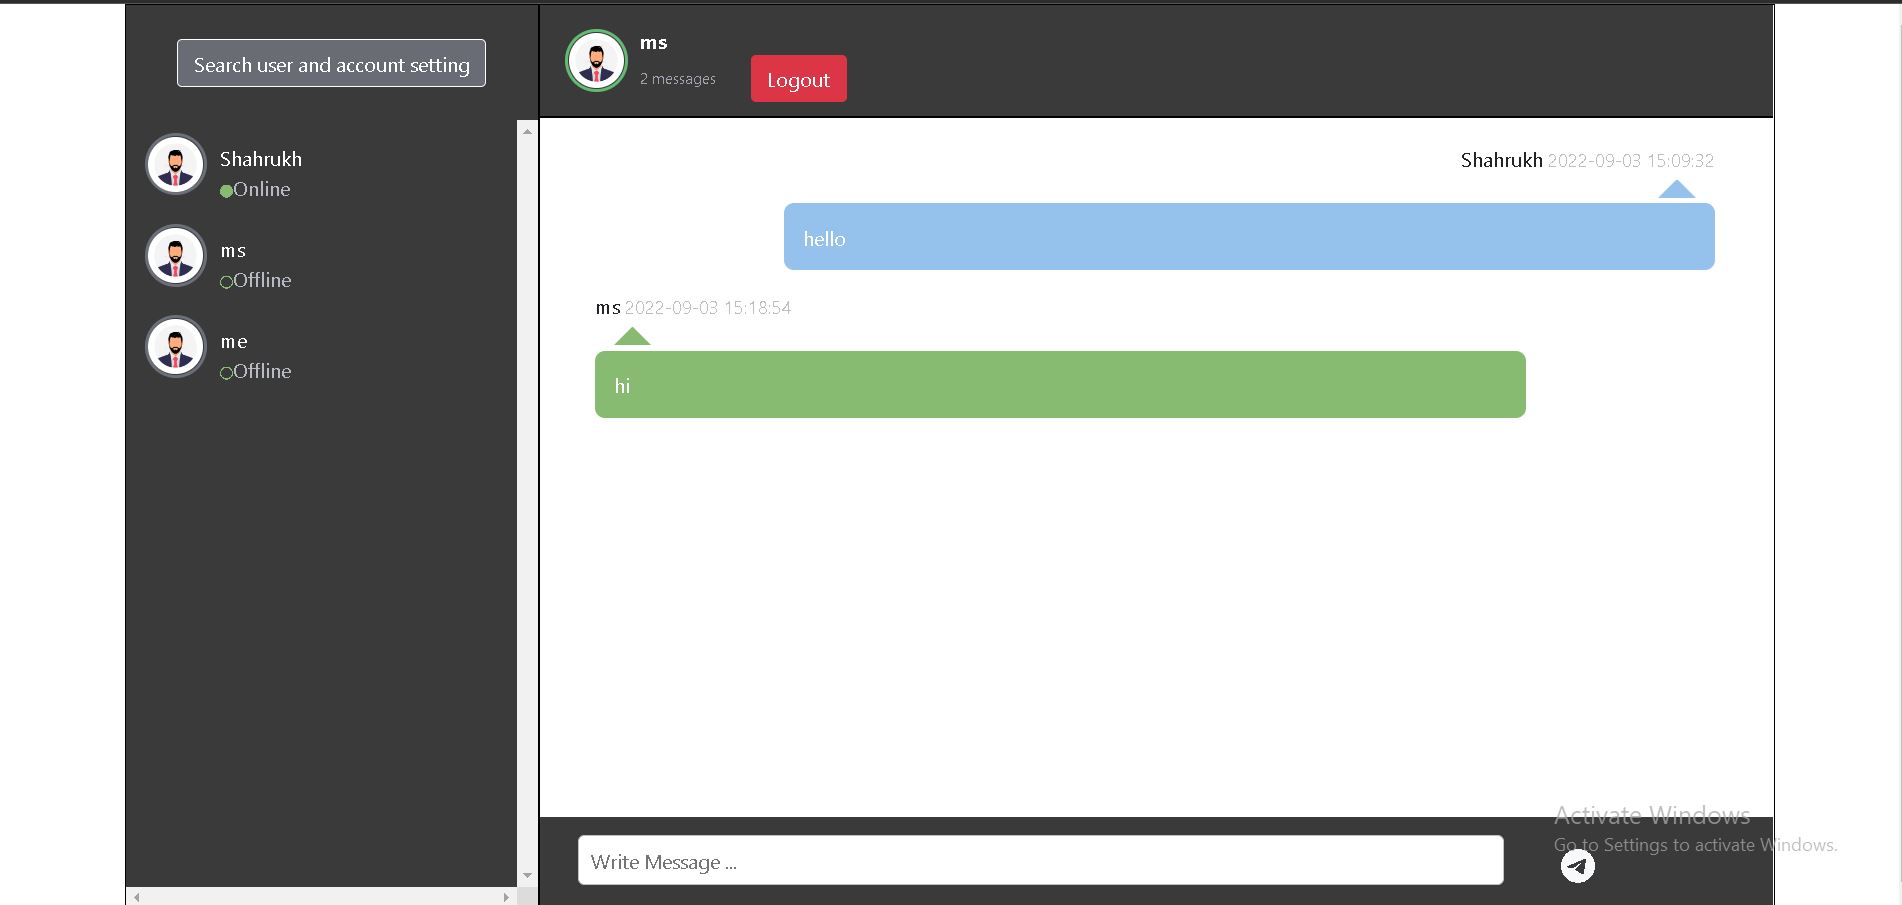 Search user and account setting
Shahrukh
Online
ms
Offline
me
Offline
ms
2 messages
Logout
Shahrukh 2022-09-03 15:09:32
hello
ms 2022-09-03 15:18:54
hi
Write Message ...
Activate Windows
Go to Settings to activate Windows.